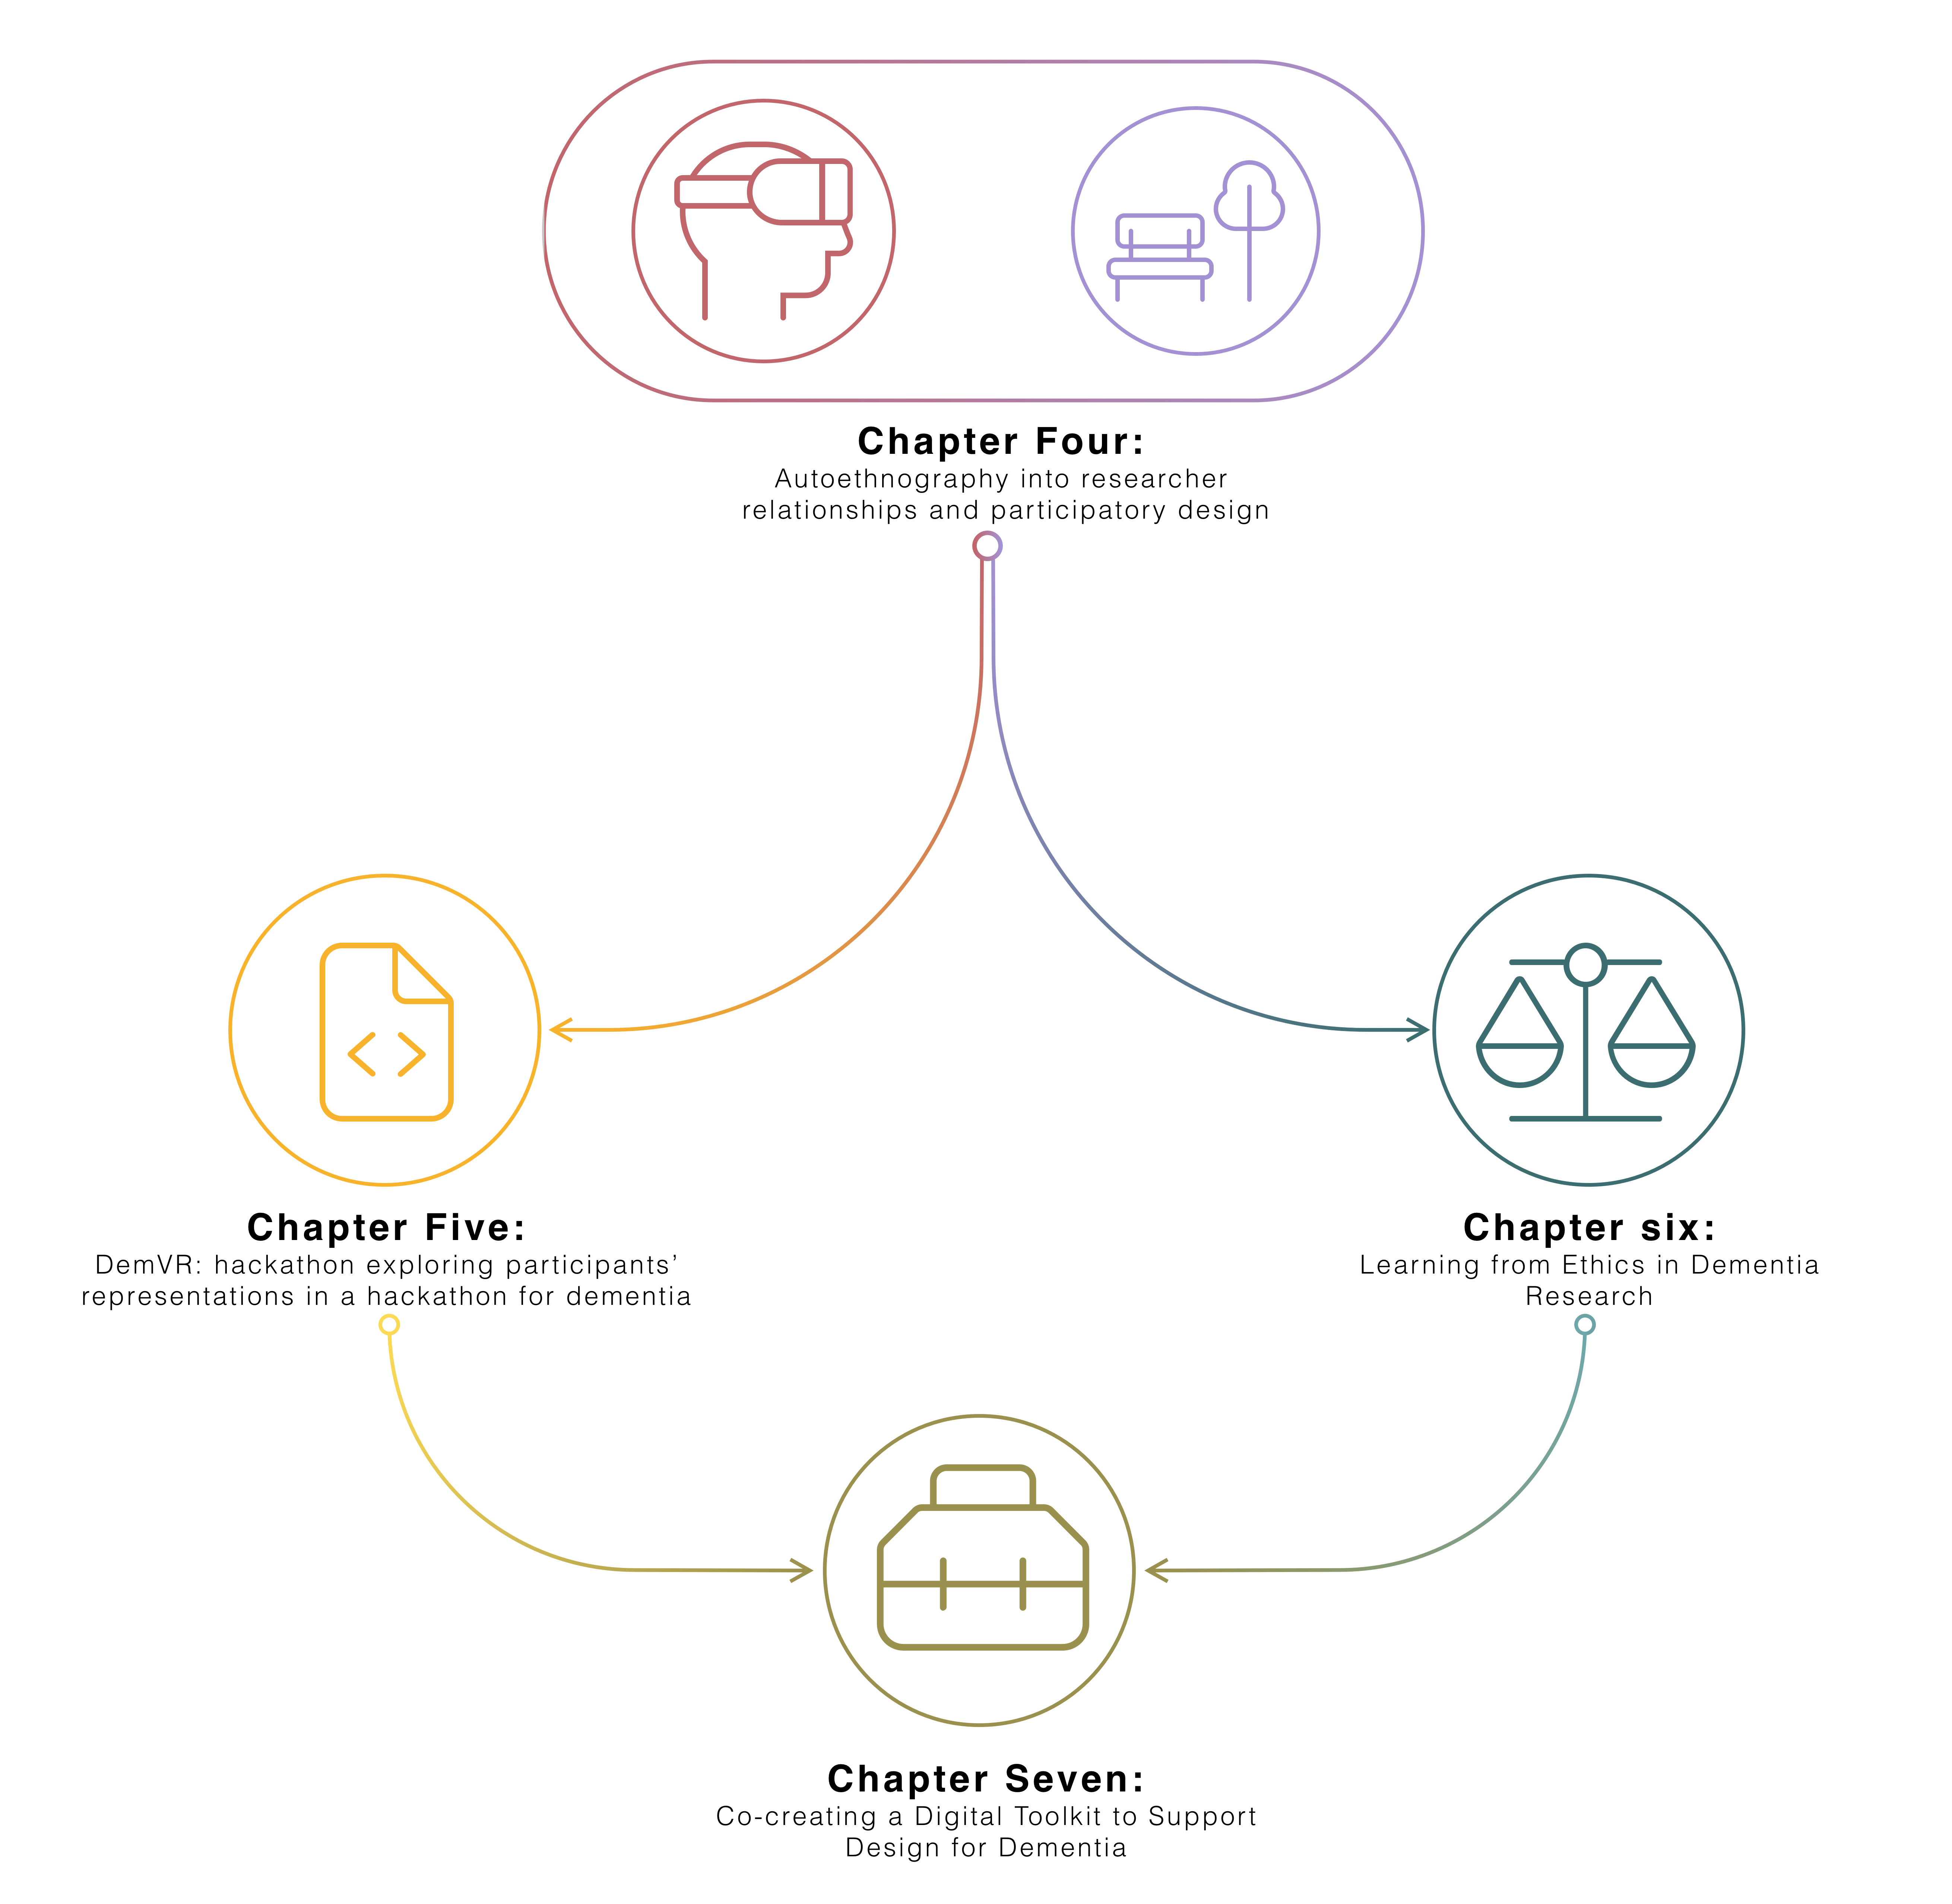 Chapter Four:
Autoethnography into researcher
relationships and participatory design
Chapter Five:
DemVR: hackathon exploring participants’
representations in a hackathon for dementia
Chapter six:
Learning from Ethics in Dementia
Research
Chapter Seven:
Co-creating a Digital Toolkit to Support
Design for Dementia